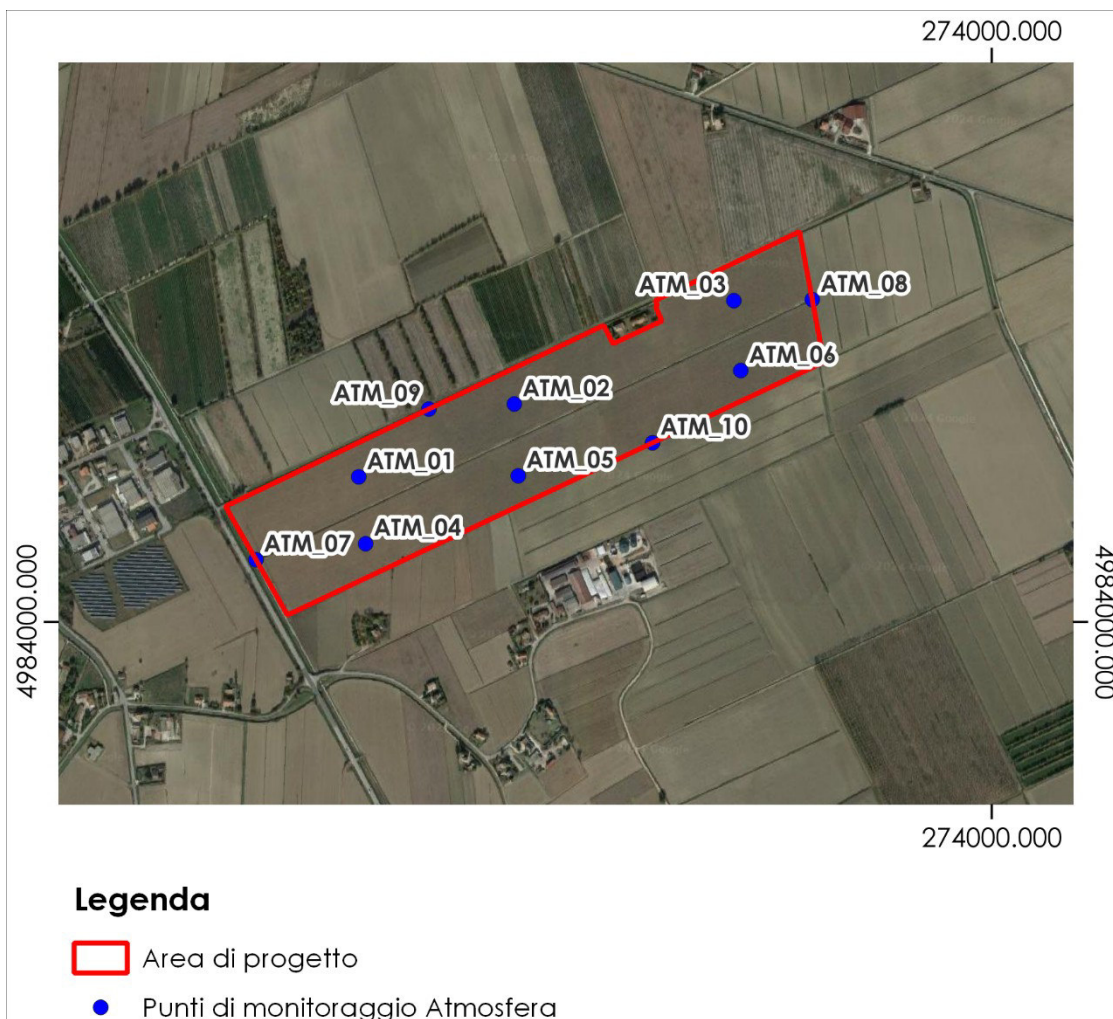 274000.000
ATM_03
ATM_08
ATM_06
ATM_09
ATM_02
ATM_10
ATM_01
ATM_05
ATM_07
ATM_04
4984000.000
4984000.000
274000.000
Legenda
Area di progetto
Punti di monitoraggio Atmosfera